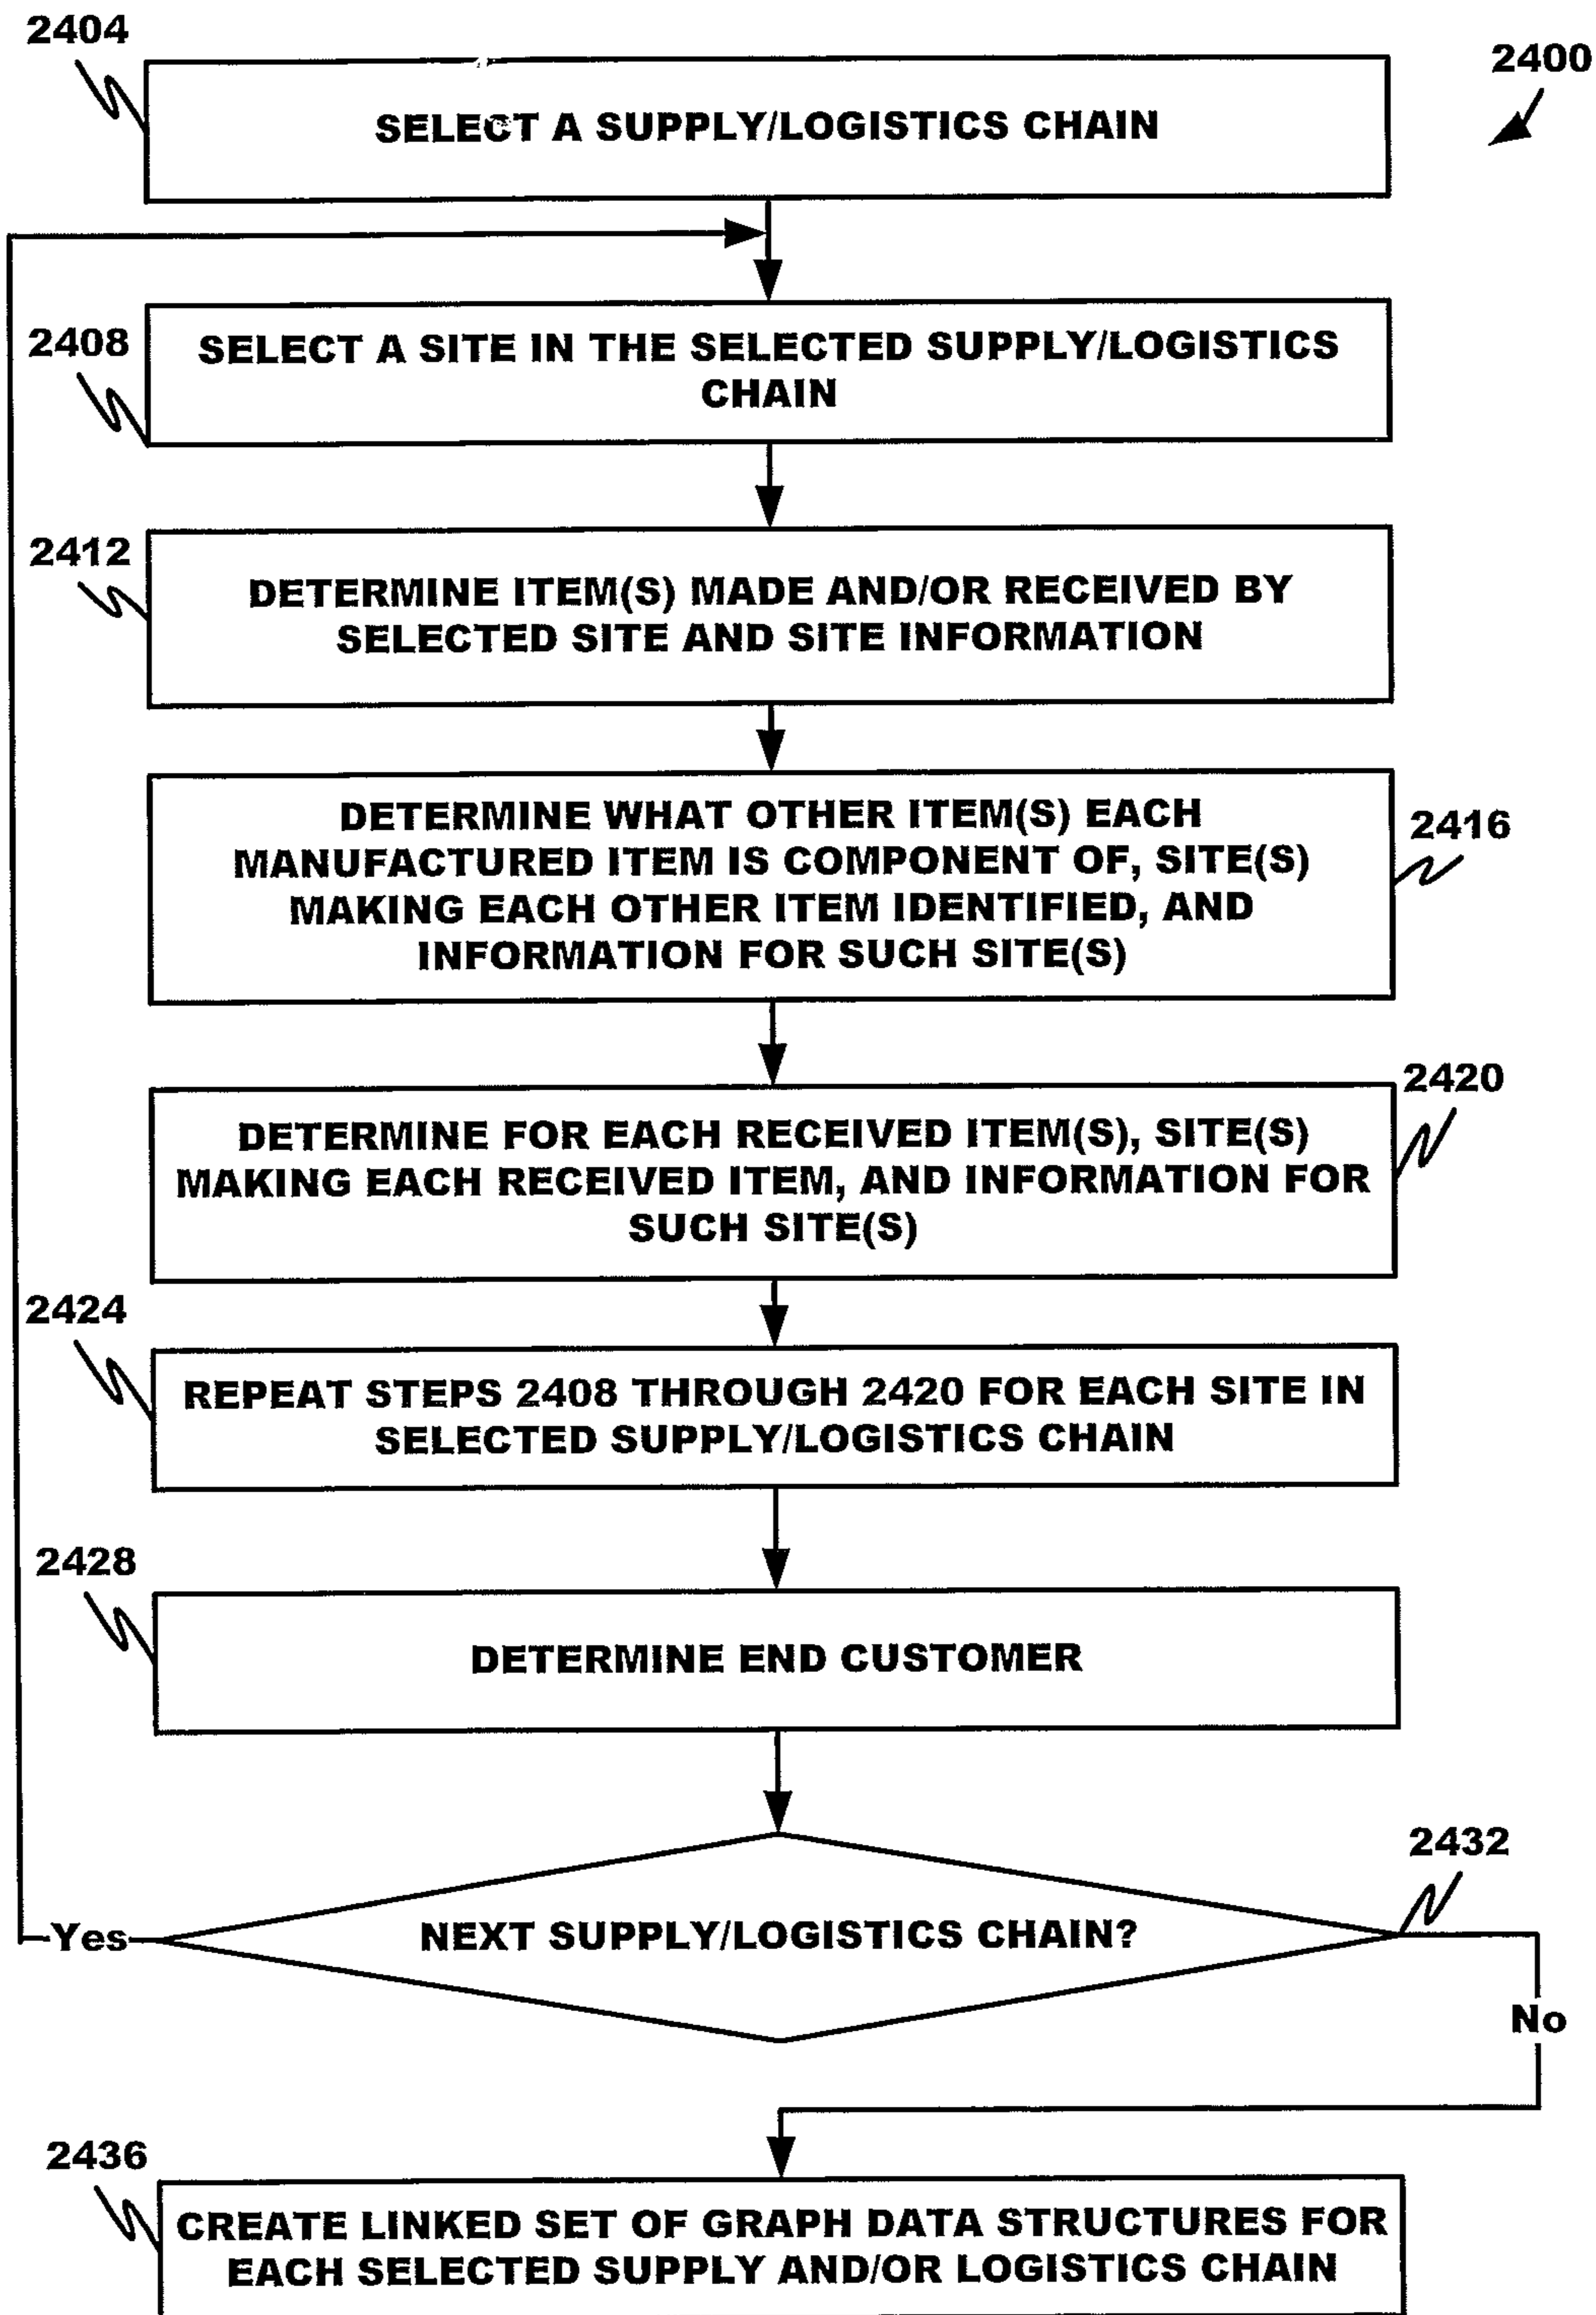 2404
2400
SELECT A SUPPLY/LOGISTICS CHAIN
2408
SELECT A SITE IN THE SELECTED SUPPLY/LOGISTICS
CHAIN
2412
DETERMINE ITEM(S) MADE AND/OR RECEIVED BY
SELECTED SITE AND SITE INFORMATION
DETERMINE WHAT OTHER ITEM(S) EACH
MANUFACTURED ITEM IS COMPONENT OF, SITE(S)
MAKING EACH OTHER ITEM IDENTIFIED, AND
INFORMATION FOR SUCH SITE(S)
2416
2420
DETERMINE FOR EACH RECEIVED ITEM(S), SITE(S)
MAKING EACH RECEIVED ITEM, AND INFORMATION FOR
SUCH SITE(S)
2424
REPEAT STEPS 2408 THROUGH 2420 FOR EACH SITE IN
SELECTED SUPPLY/LOGISTICS CHAIN
2428
DETERMINE END CUSTOMER
2432
NEXT SUPPLY/LOGISTICS CHAIN?
Yes
No
2436
CREATE LINKED SET OF GRAPH DATA STRUCTURES FOR
EACH SELECTED SUPPLY AND/OR LOGISTICS CHAIN